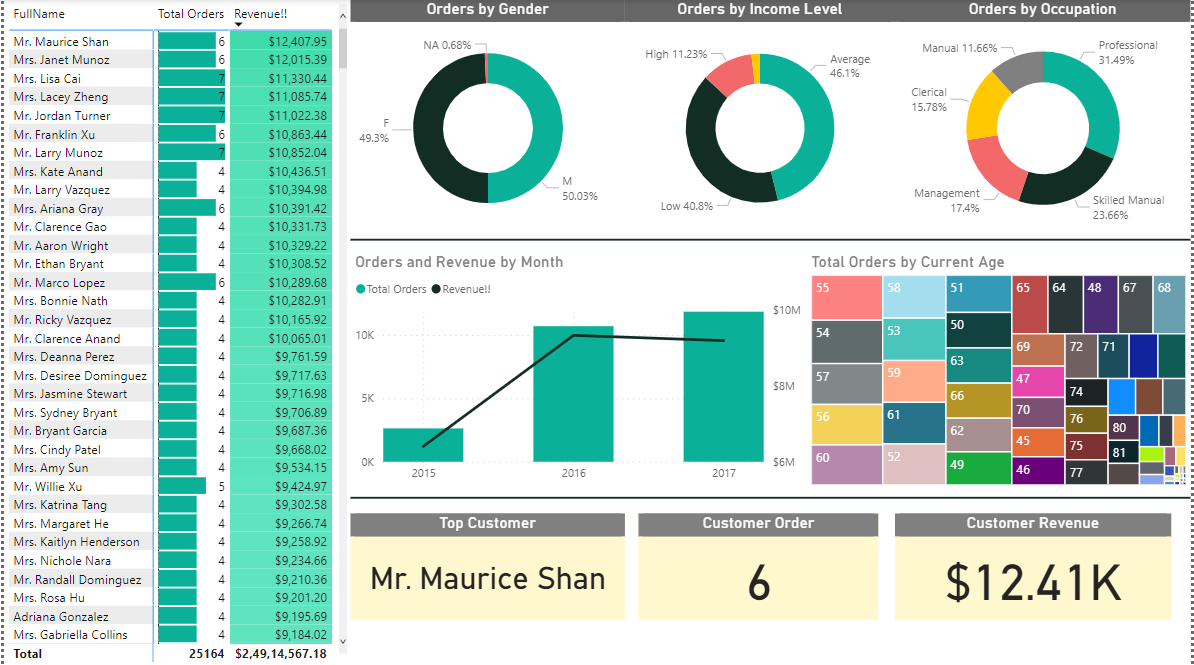 FullName Total Orders Revenue!!
Mr. Maurice Shan 6 $12,407.95
Mrs. Janet Munoz 6 $12,015.39
Mrs. Lisa Cai 7 $11,330.44
Mrs. Lacey Zheng 7 $11,085.74
Mr. Jordan Turner 7 $11,022.38
Mr. Franklin Xu 6 $10,863.44
Mr. Larry Munoz 7 $10,852.04
Mrs. Kate Anand 4 $10,436.51
Mr. Larry Vazquez 4 $10,394.98
Mrs. Ariana Gray 6 $10,391.42
Mr. Clarence Gao 4 $10,331.73
Mr. Aaron Wright 4 $10,329.22
Mr. Ethan Bryant 4 $10,308.52
Mr. Marco Lopez 6 $10,289.68
Mrs. Bonnie Nath 4 $10,282.91
Mr. Ricky Vazquez 4 $10,165.92
Mr. Clarence Anand 4 $10,065.01
Mrs. Deanna Perez 4 $9,761.59
Mrs. Desiree Dominguez 4 $9,717.63
Mrs. Jasmine Stewart 4 $9,716.98
Mrs. Sydney Bryant 4 $9,706.89
Mr. Bryant Garcia 4 $9,687.36
Mrs. Cindy Patel 4 $9,668.02
Mrs. Amy Sun 4 $9,534.15
Mr. Willie Xu 5 $9,424.97
Mrs. Katrina Tang 4 $9,302.58
Mrs. Margaret He 4 $9,266.74
Mrs. Kaitlyn Henderson 4 $9,258.92
Mrs. Nichole Nara 4 $9,234.66
Mr. Randall Dominguez 4 $9,210.36
Mrs. Rosa Hu 4 $9,201.20
Adriana Gonzalez 4 $9,195.69
Mrs. Gabriella Collins 4 $9,184.02
Total 25164 $2,49,14,567.18
Orders by Gender
NA 0.68%
F
49.3%
M
50.03%
Orders by Income Level
High 11.23%
Average
46.1%
Low 40.8%
Orders by Occupation
Manual 11.66%
Professional
31.49%
Clerical
15.78%
Management
17.4%
Skilled Manual
23.66%
Orders and Revenue by Month
Total Orders Revenue!!
10K
5K
0K
$10M
$8M
$6M
2015 2016 2017
Total Orders by Current Age
55
54
57
56
60
58
53
59
61
52
51
50
63
66
62
49
65
64
48
67
68
69
47
70
45
46
72
71
74
76
75
77
80
81
Top Customer
Mr. Maurice Shan
Customer Order
6
Customer Revenue
$12.41K